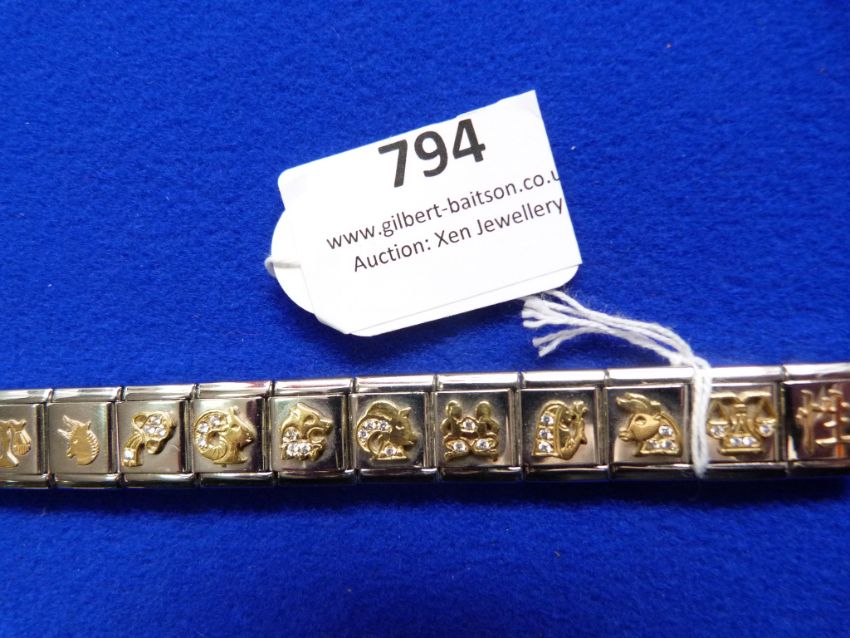 794
www.gilbert-baitson.co.u
Auction: Xen Jewellery